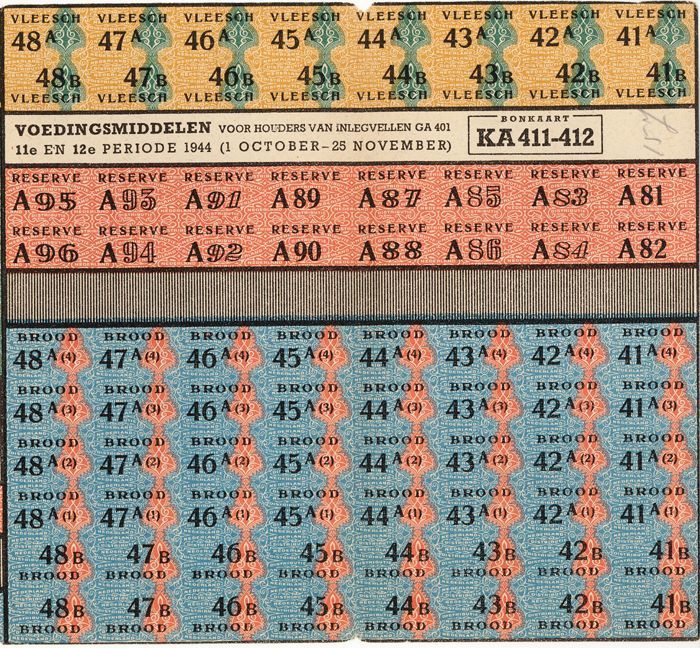 VLEESCH VLEESCH VLEESCH VLEESCH VLEESCH VLEESCH VLEESCH VLEESCH
48A 47A 46A 45A 44A 43A 42A 41A
48B 47B 46B 45B 44B 43B 42B 41B
VLEESCH VLEESCH VLEESCH VLEESCH VLEESCH VLEESCH VLEESCH VLEESCH
VOEDINGSMIDDELEN VOOR HOUDERS VAN INLEGVELLEN GA 401
11e EN 12e PERIODE 1944 (1 OCTOBER–25 NOVEMBER)
BONKAART
KA 411-412
RESERVE RESERVE RESERVE RESERVE RESERVE RESERVE RESERVE RESERVE
A95 A93 A91 A89 A87 A85 A83 A81
RESERVE RESERVE RESERVE RESERVE RESERVE RESERVE RESERVE RESERVE
A96 A94 A92 A90 A88 A86 A84 A82
BROOD BROOD BROOD BROOD BROOD BROOD BROOD BROOD
48A(4) 47A(4) 46A(4) 45A(4) 44A(4) 43A(4) 42A(4) 41A(4)
BROOD BROOD BROOD BROOD BROOD BROOD BROOD BROOD
48A(3) 47A(3) 46A(3) 45A(3) 44A(3) 43A(3) 42A(3) 41A(3)
BROOD BROOD BROOD BROOD BROOD BROOD BROOD BROOD
48A(2) 47A(2) 46A(2) 45A(2) 44A(2) 43A(2) 42A(2) 41A(2)
BROOD BROOD BROOD BROOD BROOD BROOD BROOD BROOD
48A(1) 47A(1) 46A(1) 45A(1) 44A(1) 43A(1) 42A(1) 41A(1)
48B 47B 46B 45B 44B 43B 42B 41B
BROOD BROOD BROOD BROOD BROOD BROOD BROOD BROOD
48B 47B 46B 45B 44B 43B 42B 41B
BROOD BROOD BROOD BROOD BROOD BROOD BROOD BROOD